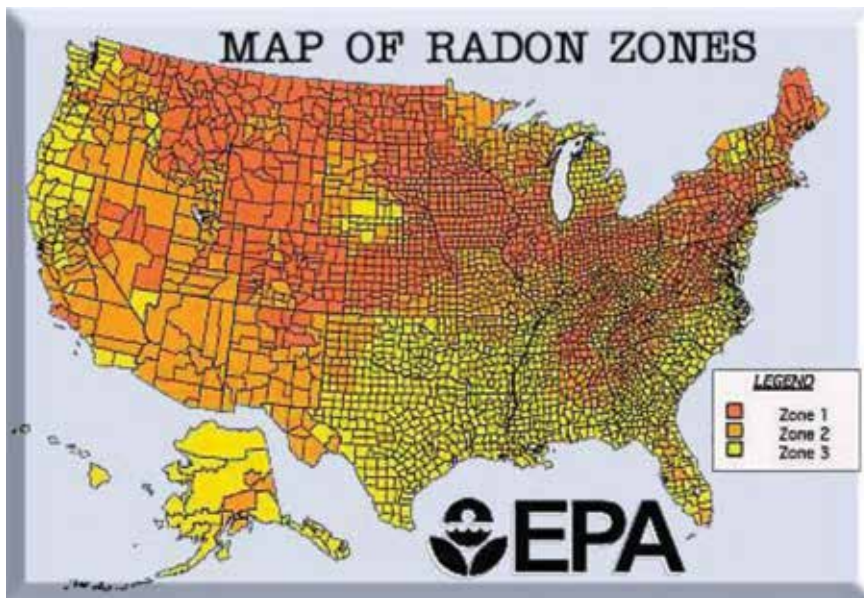 MAP OF RADON ZONES
LEGEND
Zone 1
Zone 2
Zone 3
EPA